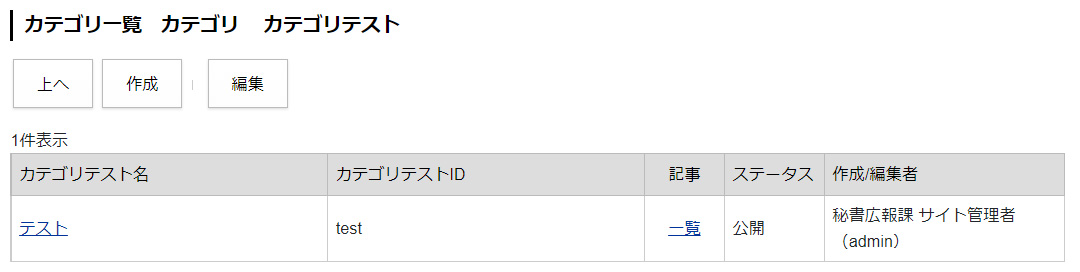 カテゴリ一覧　カテゴリ　カテゴリテスト
上へ 作成 編集
1件表示
カテゴリテスト名 カテゴリテストID 記事 ステータス 作成/編集者
テスト test 一覧 公開 秘書広報課 サイト管理者
（admin）